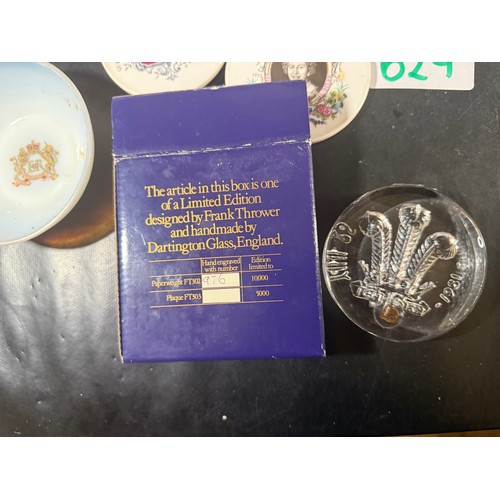 629
The article in this box is one
of a Limited Edition
designed by Frank Thrower
and handmade by
Dartington Glass, England.
Hand engraved with number
Edition limited to
Paperweight FT302 976 10000
Plaque FT303 5000
29 JULY
1981